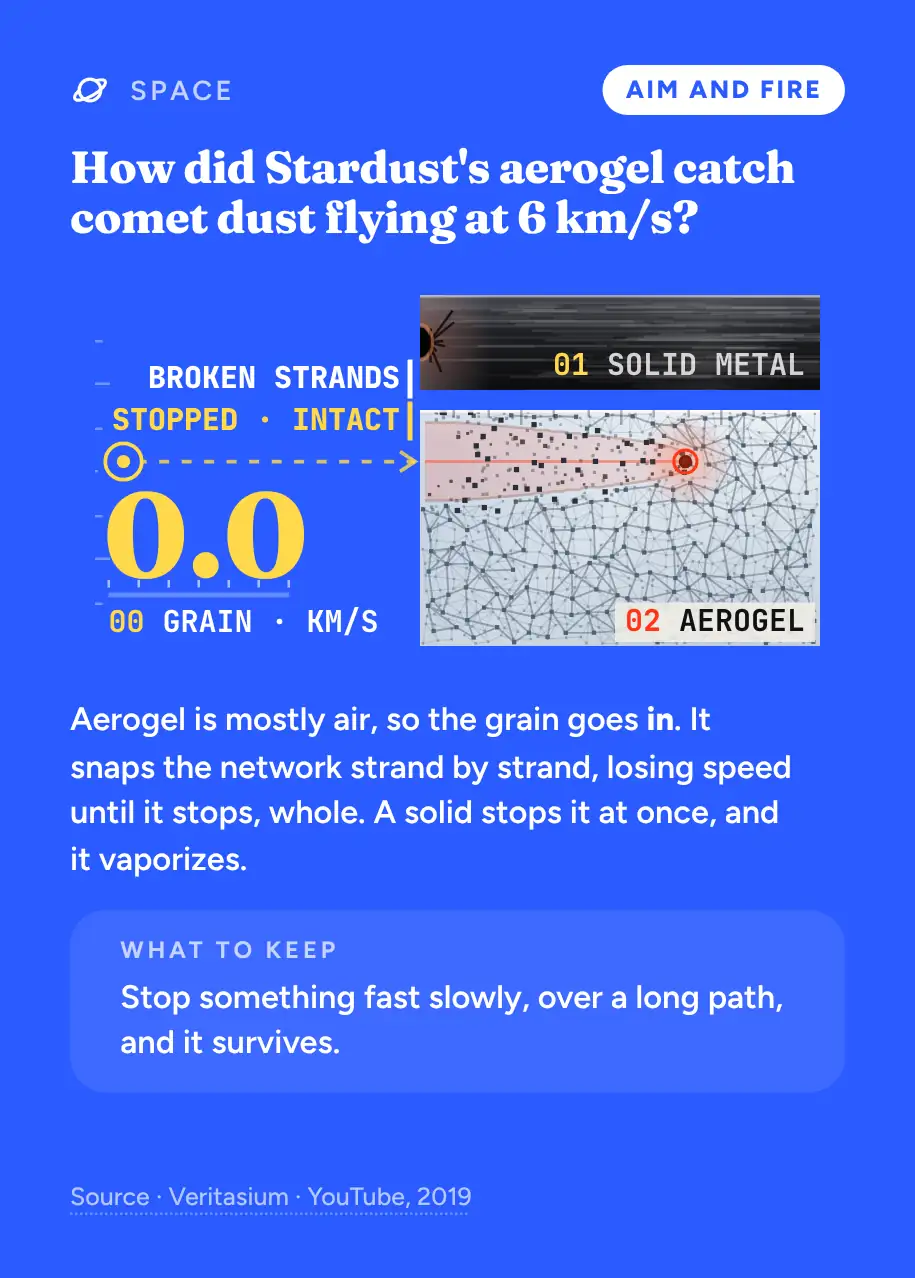 SPACE
AIM AND FIRE
How did Stardust's aerogel catch
comet dust flying at 6 km/s?
01 SOLID METAL
BROKEN STRANDS
STOPPED · INTACT
0.0
00 GRAIN · KM/S
02 AEROGEL
Aerogel is mostly air, so the grain goes in. It
snaps the network strand by strand, losing speed
until it stops, whole. A solid stops it at once, and
it vaporizes.
WHAT TO KEEP
Stop something fast slowly, over a long path,
and it survives.
Source · Veritasium · YouTube, 2019